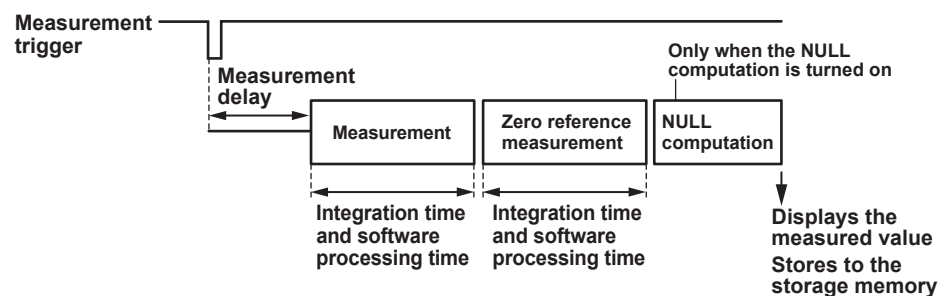 Measurement
trigger
Only when the NULL
computation is turned on
Measurement
delay
Measurement
Zero reference
measurement
NULL
computation
Integration time
and software
processing time
Integration time
and software
processing time
Displays the
measured value
Stores to the
storage memory